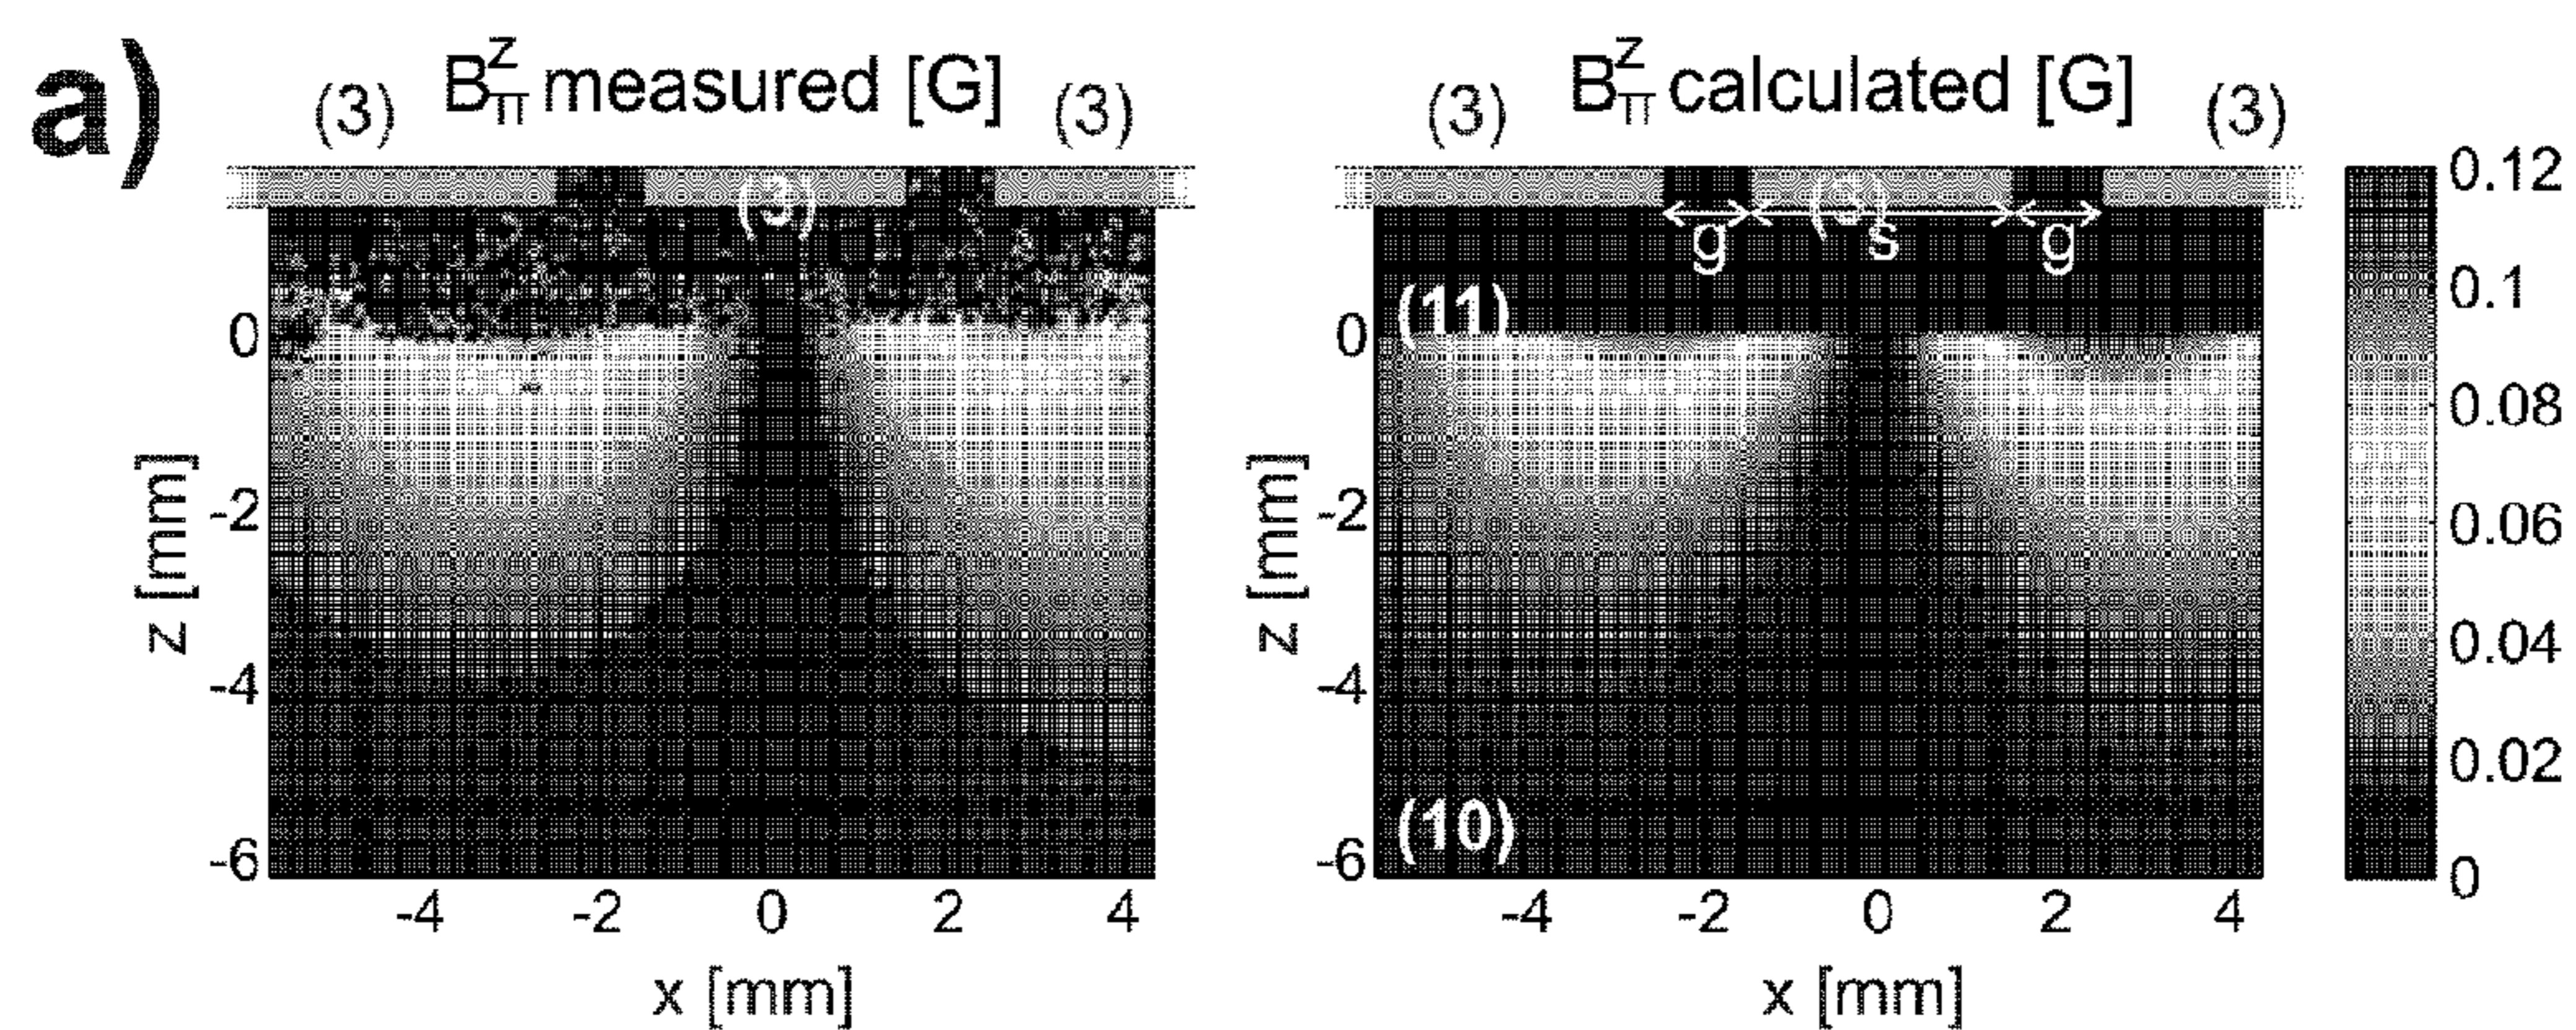 a)
B^z_π measured [G]
(3) (3)
(3)
0
-2
-4
-6
z [mm]
-4 -2 0 2 4
x [mm]
B^z_π calculated [G]
(3) (3)
(3)
g s g
(11)
(10)
0
-2
-4
-6
z [mm]
-4 -2 0 2 4
x [mm]
0.12
0.1
0.08
0.06
0.04
0.02
0